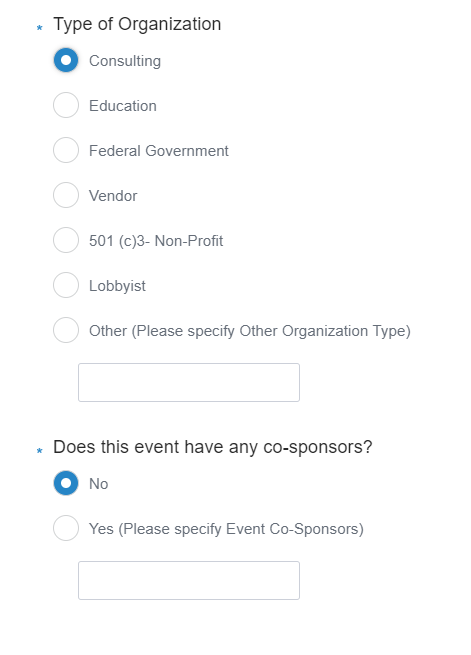 * Type of Organization
Consulting
Education
Federal Government
Vendor
501 (c)3- Non-Profit
Lobbyist
Other (Please specify Other Organization Type)
* Does this event have any co-sponsors?
No
Yes (Please specify Event Co-Sponsors)